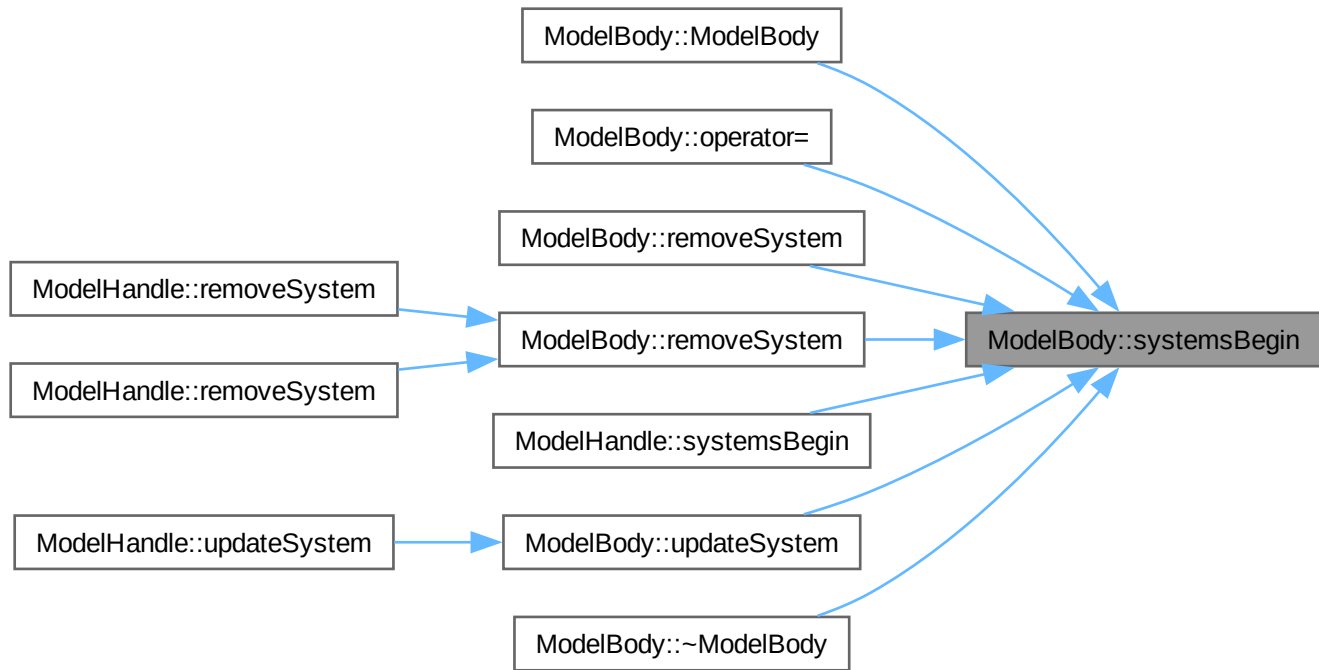 ModelBody::ModelBody
ModelBody::operator=
ModelBody::removeSystem
ModelHandle::removeSystem
ModelBody::removeSystem
ModelBody::systemsBegin
ModelHandle::removeSystem
ModelHandle::systemsBegin
ModelHandle::updateSystem
ModelBody::updateSystem
ModelBody::~ModelBody